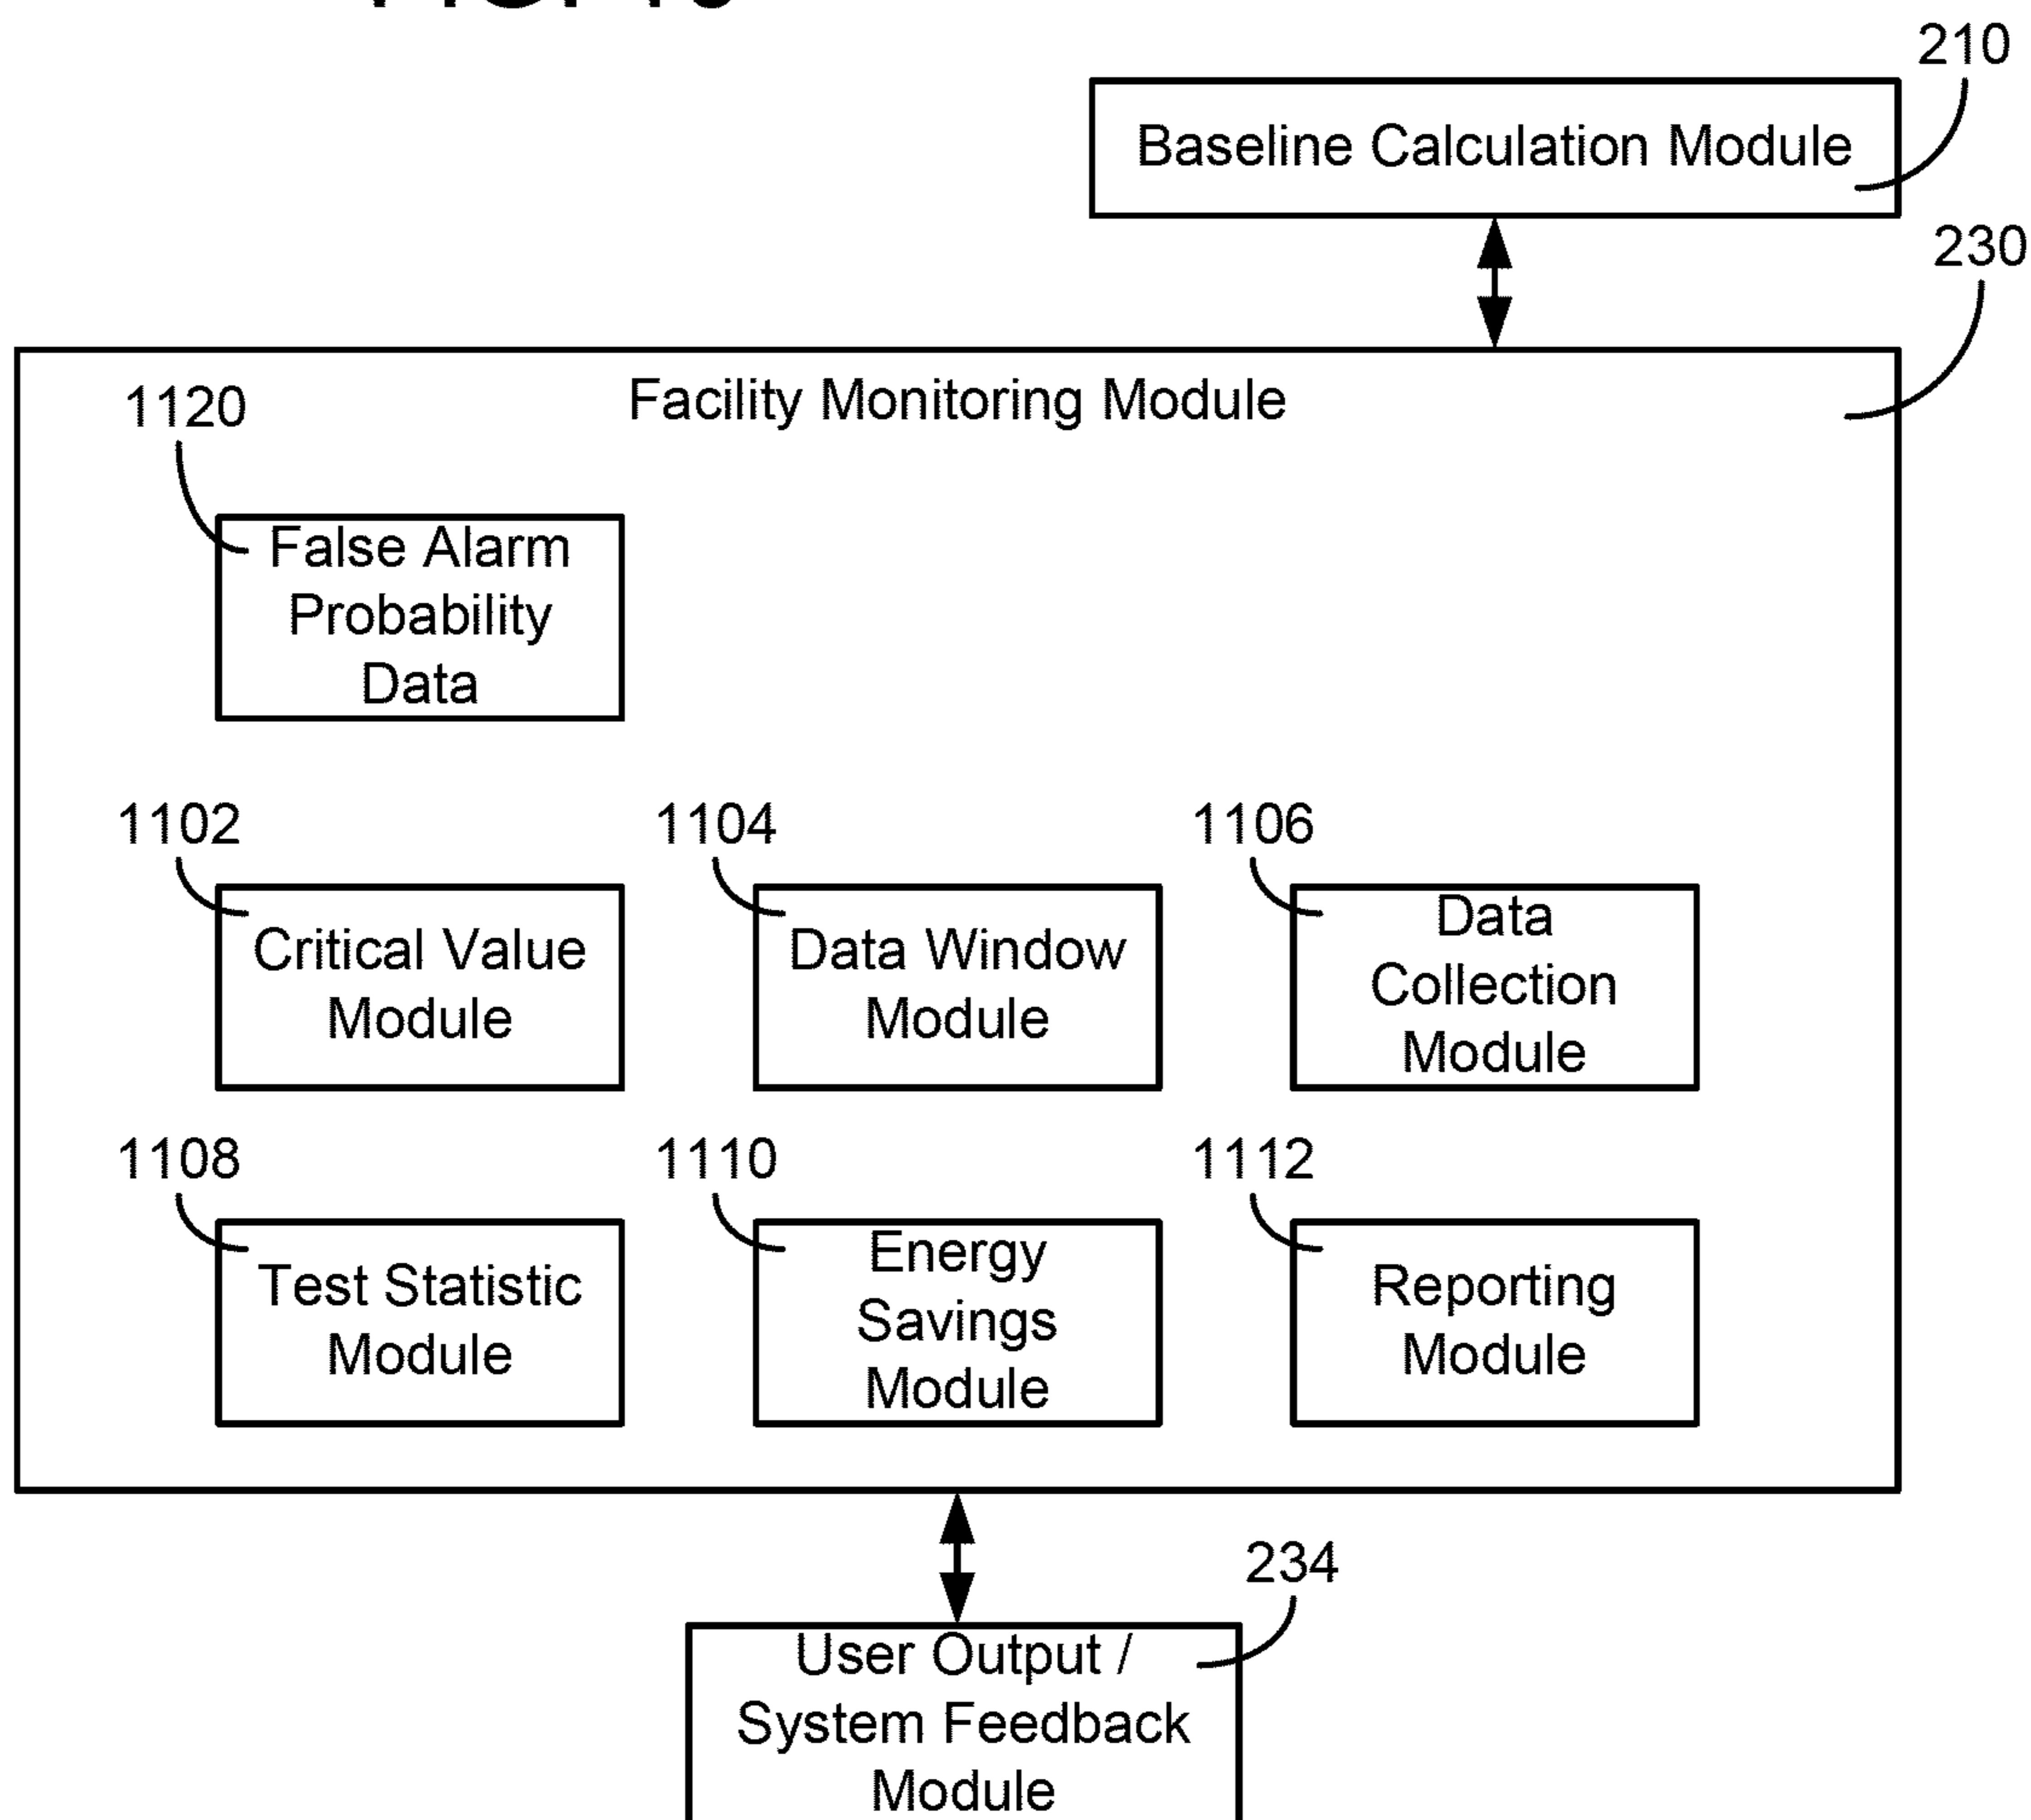 210
Baseline Calculation Module
230
Facility Monitoring Module
1120
False Alarm
Probability
Data
1102
Critical Value
Module
1104
Data Window
Module
1106
Data
Collection
Module
1108
Test Statistic
Module
1110
Energy
Savings
Module
1112
Reporting
Module
234
User Output /
System Feedback
Module